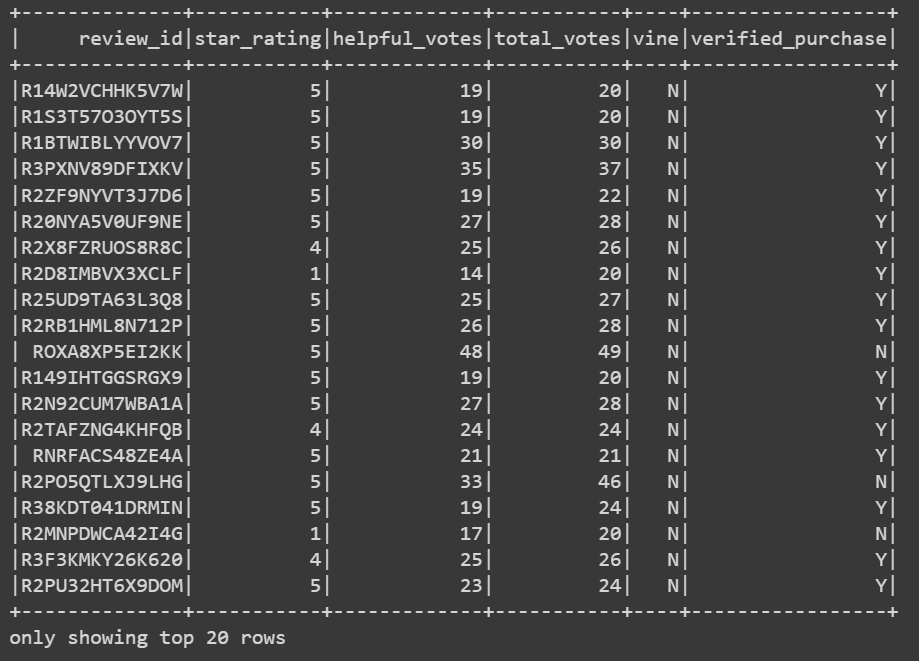 +--------------+-----------+-------------+-----------+----+-----------------+
|     review_id|star_rating|helpful_votes|total_votes|vine|verified_purchase|
+--------------+-----------+-------------+-----------+----+-----------------+
|R14W2VCHHK5V7W|          5|           19|         20|   N|                Y|
|R1S3T57O3OYT5S|          5|           19|         20|   N|                Y|
|R1BTWIBLYYVOV7|          5|           30|         30|   N|                Y|
|R3PXNV89DFIXKV|          5|           35|         37|   N|                Y|
|R2ZF9NYVT3J7D6|          5|           19|         22|   N|                Y|
|R20NYA5V0UF9NE|          5|           27|         28|   N|                Y|
|R2X8FZRUOS8R8C|          4|           25|         26|   N|                Y|
|R2D8IMBVX3XCLF|          1|           14|         20|   N|                Y|
|R25UD9TA63L3Q8|          5|           25|         27|   N|                Y|
|R2RB1HML8N712P|          5|           26|         28|   N|                Y|
| ROXA8XP5EI2KK|          5|           48|         49|   N|                N|
|R149IHTGGSRGX9|          5|           19|         20|   N|                Y|
|R2N92CUM7WBA1A|          5|           27|         28|   N|                Y|
|R2TAFZNG4KHFQB|          4|           24|         24|   N|                Y|
| RNRFACS48ZE4A|          5|           21|         21|   N|                Y|
|R2PO5QTLXJ9LHG|          5|           33|         46|   N|                N|
|R38KDT041DRMIN|          5|           19|         24|   N|                Y|
|R2MNPDWCA42I4G|          1|           17|         20|   N|                N|
|R3F3KMKY26K620|          4|           25|         26|   N|                Y|
|R2PU32HT6X9DOM|          5|           23|         24|   N|                Y|
+--------------+-----------+-------------+-----------+----+-----------------+
only showing top 20 rows